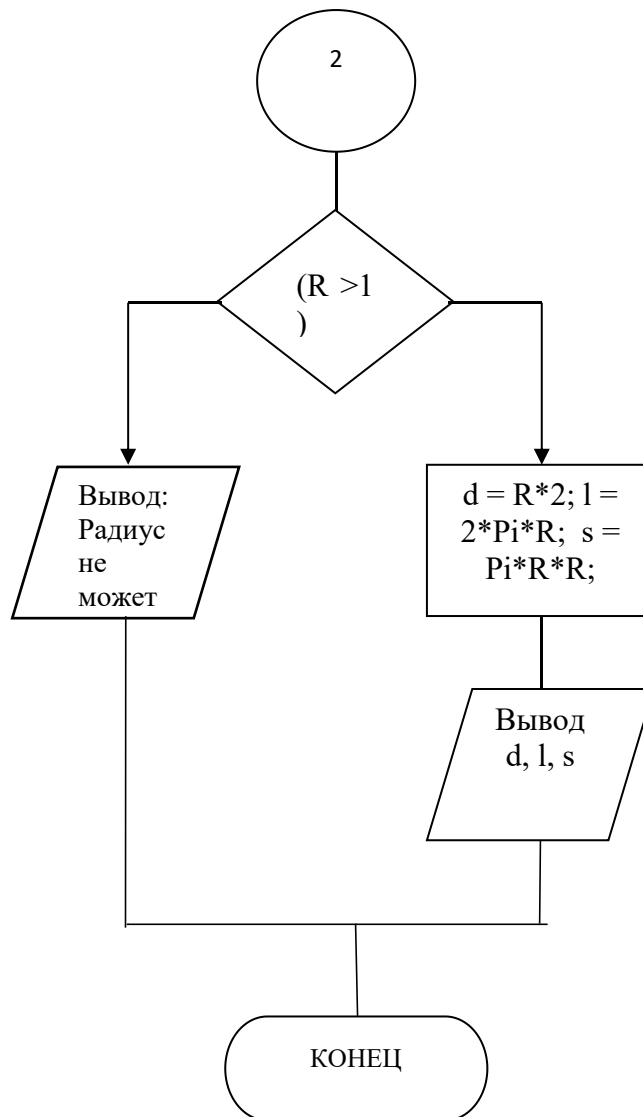 2
(R >1
)
Вывод:
Радиус
не
может
d = R*2; l =
2*Pi*R; s =
Pi*R*R;
Вывод
d, l, s
КОНЕЦ